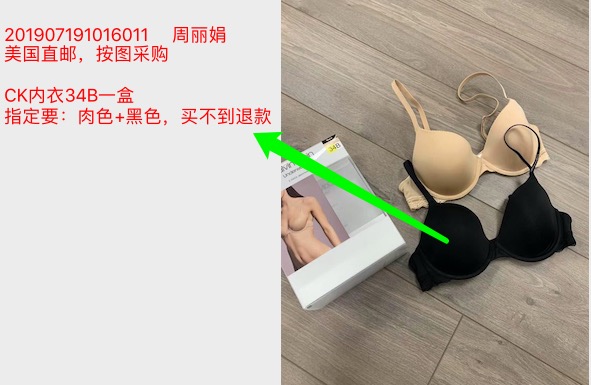 201907191016011 周丽娟
美国直邮，按图采购
CK内衣34B一盒
指定要：肉色+黑色，买不到退款
34B